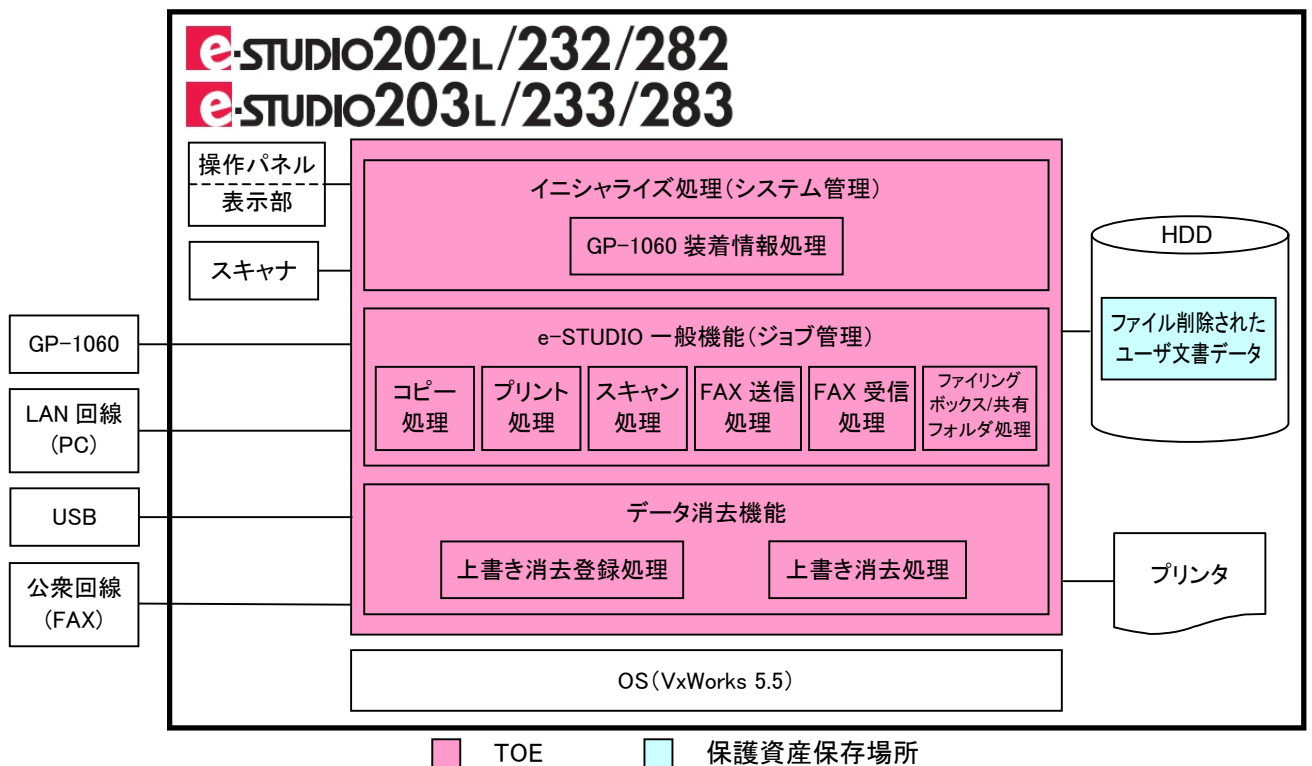 e-STUDIO202L/232/282
e-STUDIO203L/233/283
操作パネル
表示部
スキャナ
GP-1060
LAN 回線
(PC)
USB
公衆回線
(FAX)
イニシャライズ処理(システム管理)
GP-1060 装着情報処理
e-STUDIO 一般機能(ジョブ管理)
コピー
処理
プリント
処理
スキャン
処理
FAX 送信
処理
FAX 受信
処理
ファイリング
ボックス/共有
フォルダ処理
データ消去機能
上書き消去登録処理
上書き消去処理
OS(VxWorks 5.5)
HDD
ファイル削除された
ユーザ文書データ
プリンタ
TOE
保護資産保存場所